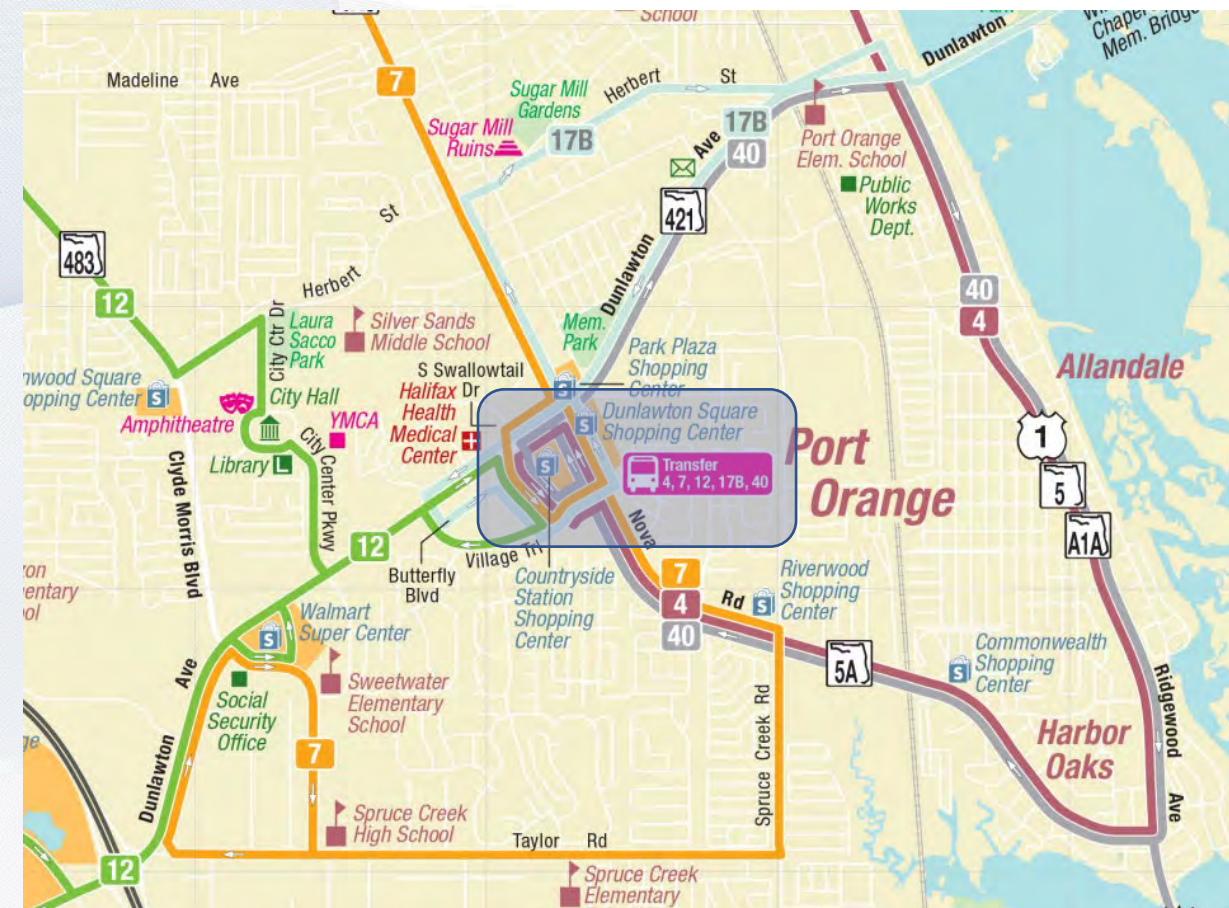 School
Madeline Ave
7
Dunlawton
Chapel
Mem. Bridge
Sugar Mill
Gardens
Herbert St
Sugar Mill
Ruins
17B
17B
40
Ave
Port Orange
Elem. School
Public
Works
Dept.
421
483
12
St
Herbert
Dunlawton
40
4
City Ctr Dr
Laura
Sacco
Park
Silver Sands
Middle School
Mem.
Park
Park Plaza
Shopping
Center
S Swallowtail
Dr
Allandale
nwood Square
opping Center
S
City Hall
Amphitheatre
YMCA
Halifax
Health
Medical
Center
S
S
Dunlawton Square
Shopping Center
Port
Orange
1
Library
L
City Center Pkwy
S
Transfer
4, 7, 12, 17B, 40
5
A1A
Clyde Morris Blvd
12
Village Trl
Nova
Rd
Butterfly
Blvd
Countryside
Station
Shopping
Center
7
4
40
S
Riverwood
Shopping
Center
zon
entary
ol
S
Walmart
Super Center
5A
S
Commonwealth
Shopping
Center
Ave
Social
Security
Office
Sweetwater
Elementary
School
Spruce Creek Rd
Ridgewood
Ave
Harbor
Oaks
ge
7
Dunlawton
Spruce Creek
High School
Taylor Rd
12
Spruce Creek
Elementary